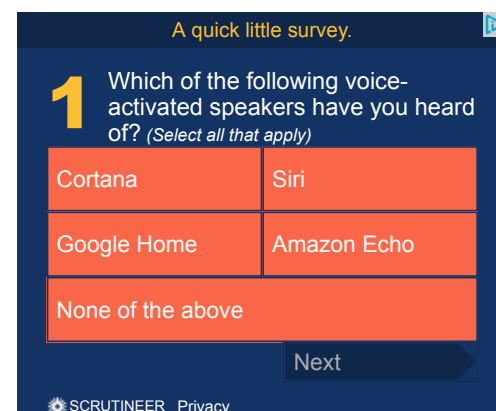 A quick little survey.
1
Which of the following voice-
activated speakers have you heard
of? (Select all that apply)
Cortana
Siri
Google Home
Amazon Echo
None of the above
Next
SCRUTINEER Privacy